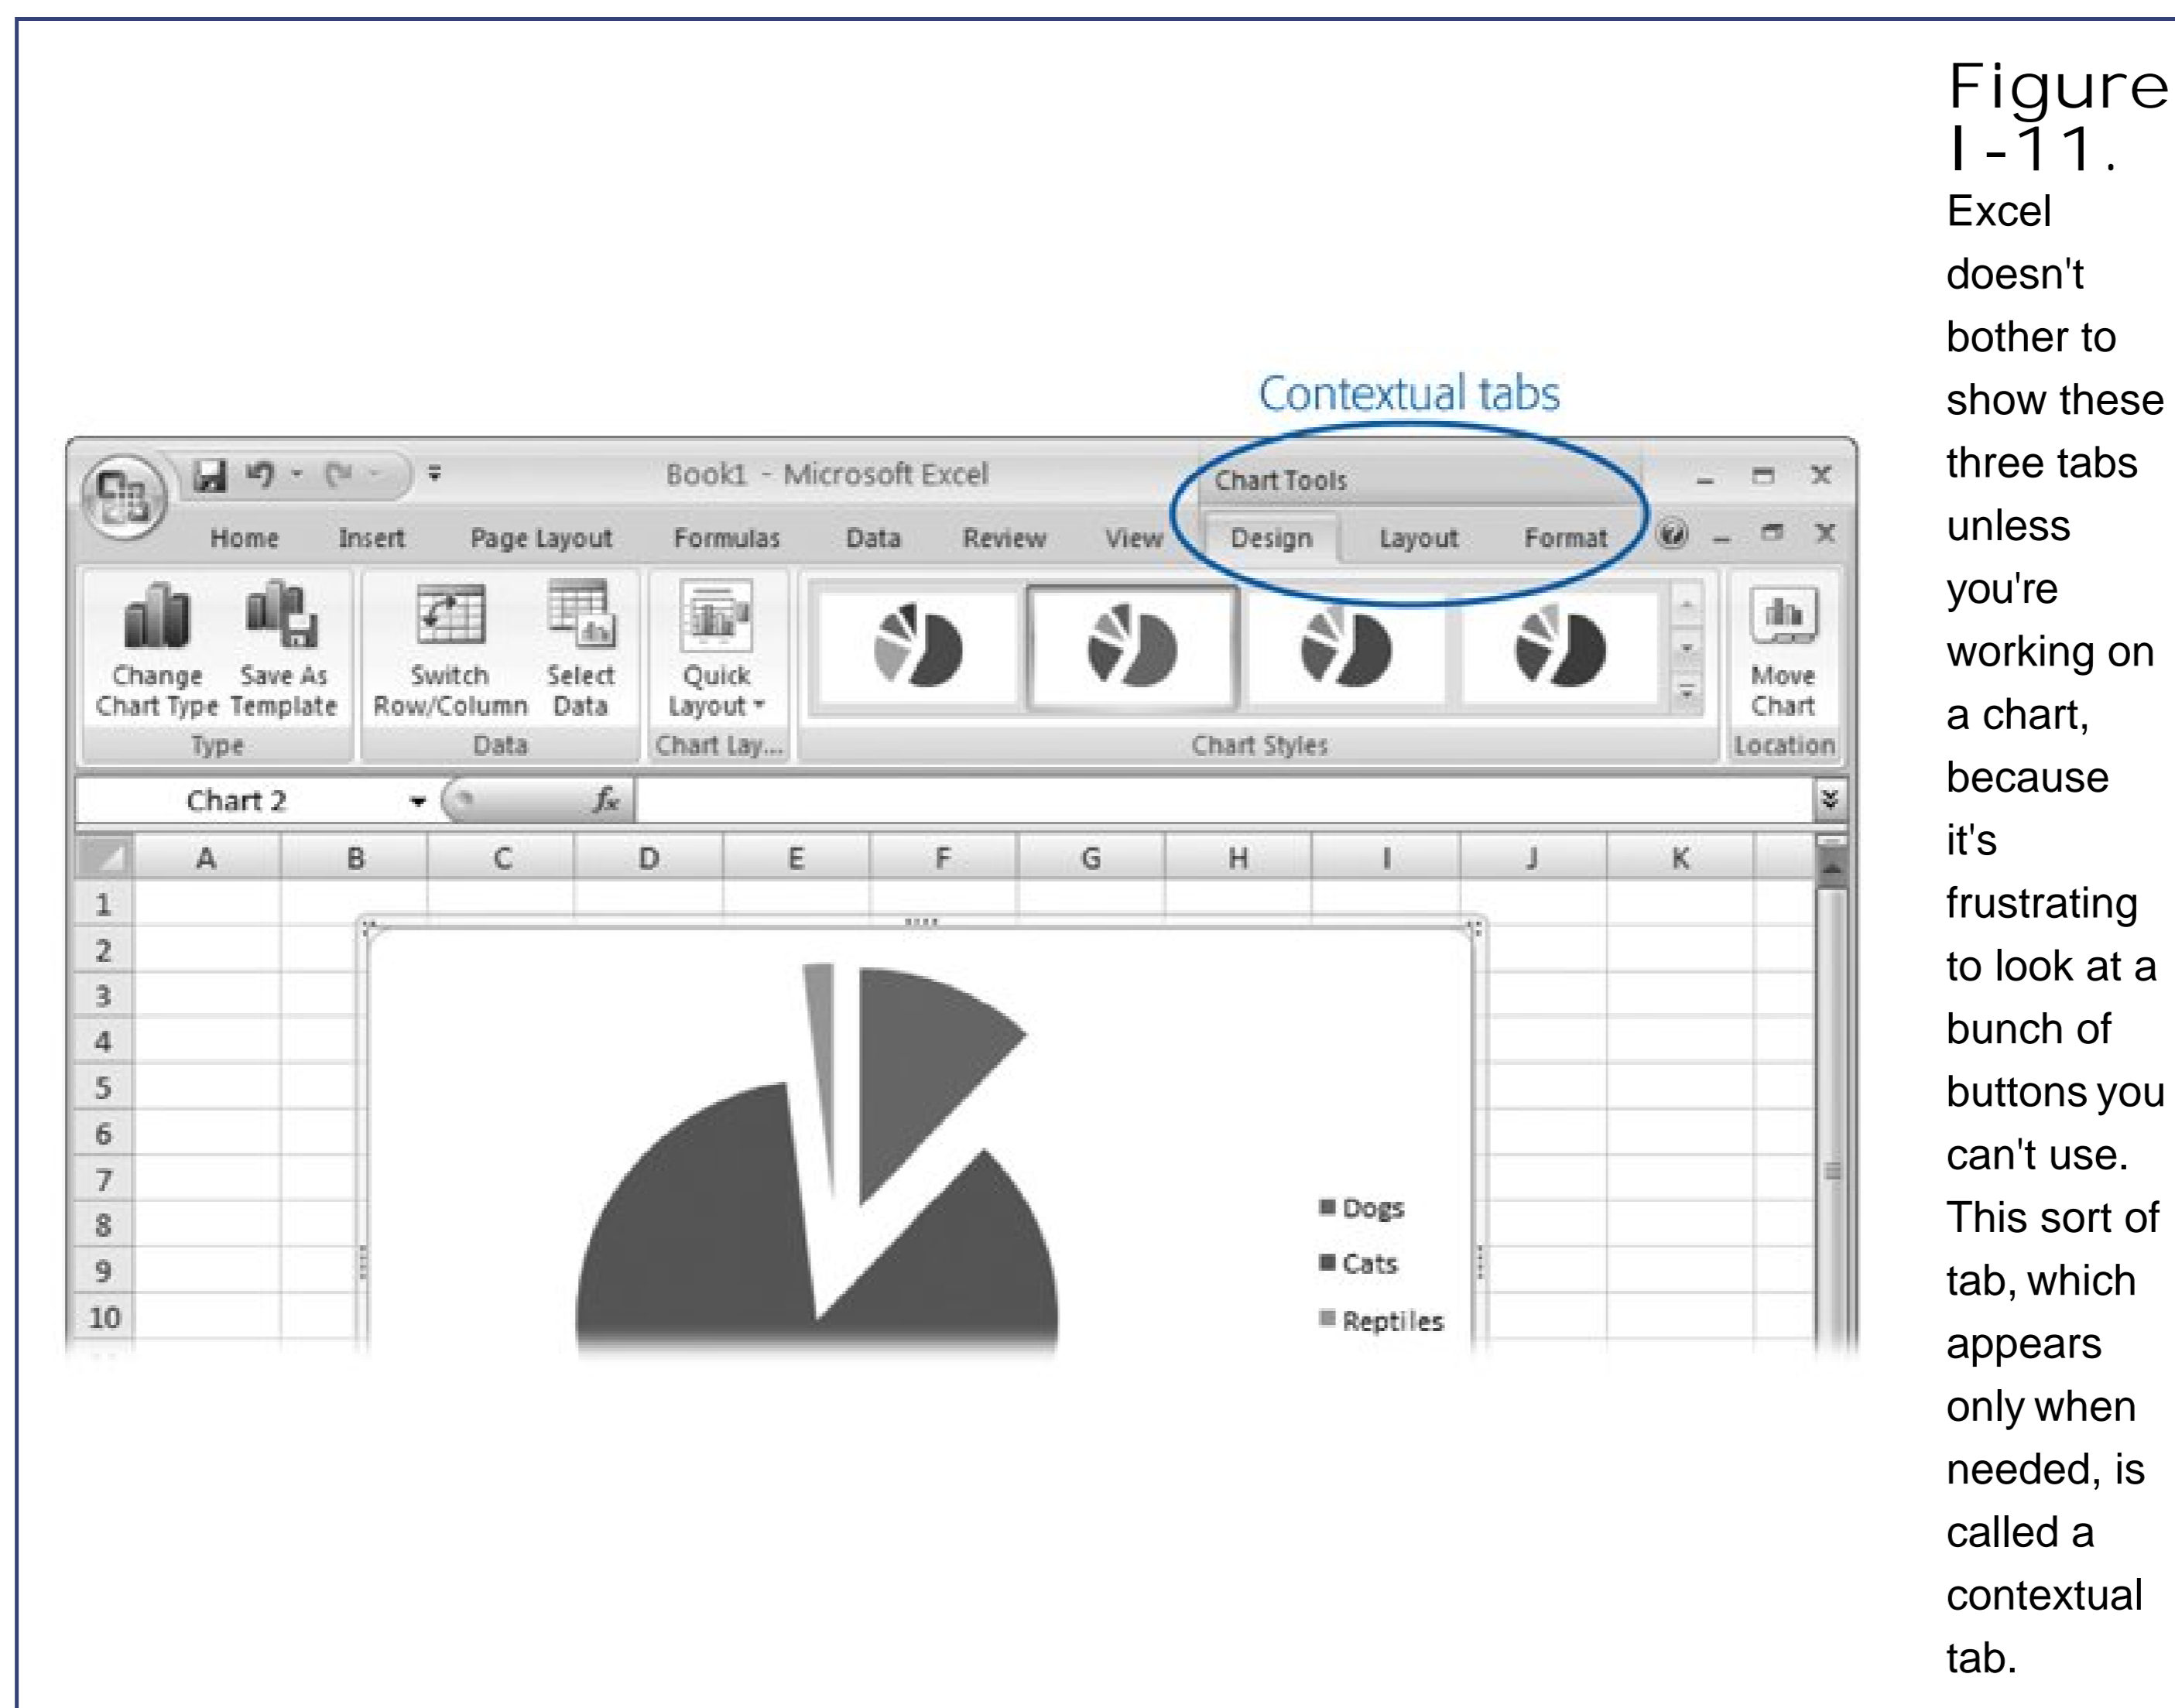 Figure
I-11.
Excel
doesn't
bother to
show these
three tabs
unless
you're
working on
a chart,
because
it's
frustrating
to look at a
bunch of
buttons you
can't use.
This sort of
tab, which
appears
only when
needed, is
called a
contextual
tab.
Contextual tabs
Book1 - Microsoft Excel
Chart Tools
Home Insert Page Layout Formulas Data Review View Design Layout Format
Change
Chart Type
Save As
Template
Switch
Row/Column
Select
Data
Quick
Layout
Move
Chart
Type Data Chart Lay... Chart Styles Location
Chart 2 fx
A B C D E F G H I J K
1
2
3
4
5
6
7
8
9
10
Dogs
Cats
Reptiles